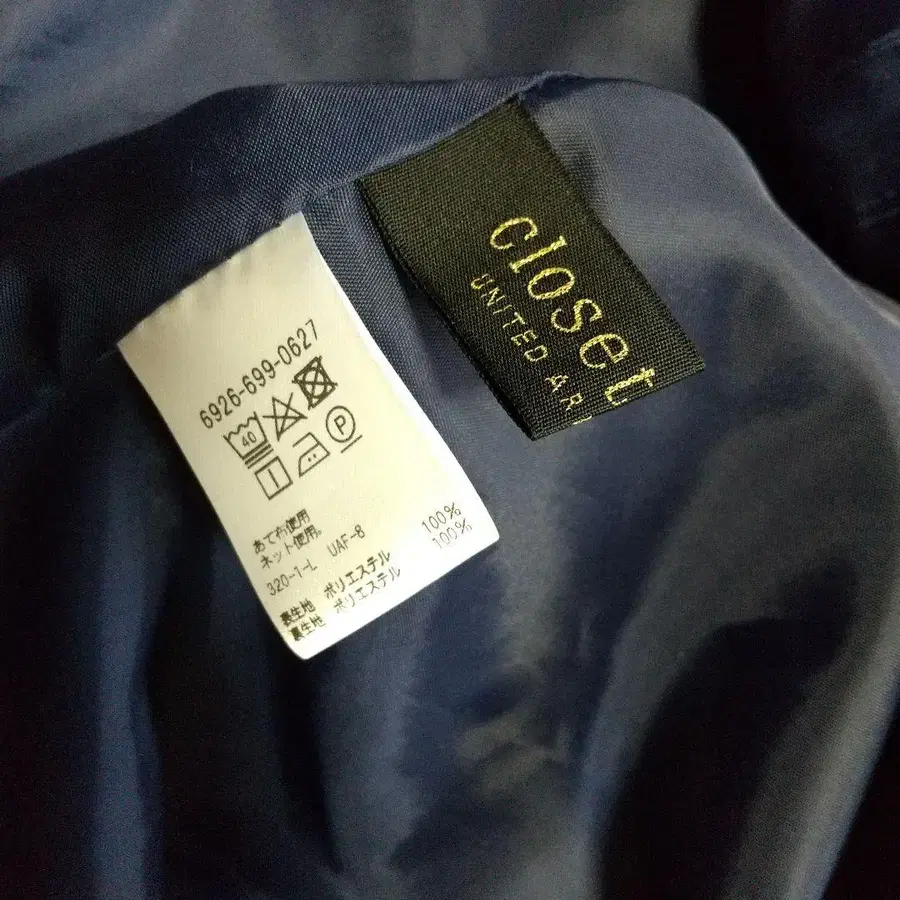 6926-699-0627
40
P
あて布使用
ネット使用。
320-1-L UAF-8
表生地 ポリエステル 100%
裏生地 ポリエステル 100%
closet
UNITED AR